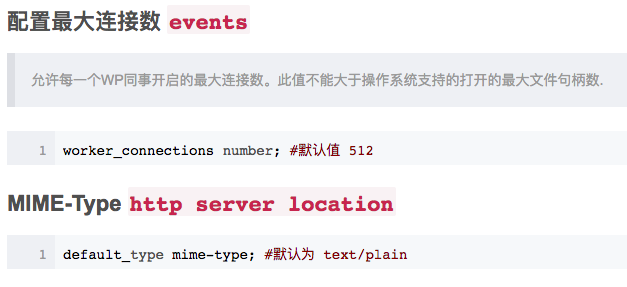 配置最大连接数 events
允许每一个WP同事开启的最大连接数。此值不能大于操作系统支持的打开的最大文件句柄数.
1 worker_connections number; #默认值 512
MIME-Type http server location
1 default_type mime-type; #默认为 text/plain